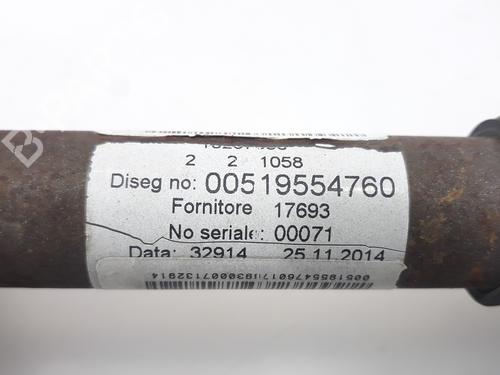 2 2 1058
Diseg no: 00519554760
Fornitore 17693
No seriale: 00071
Data: 32914 25.11.2014